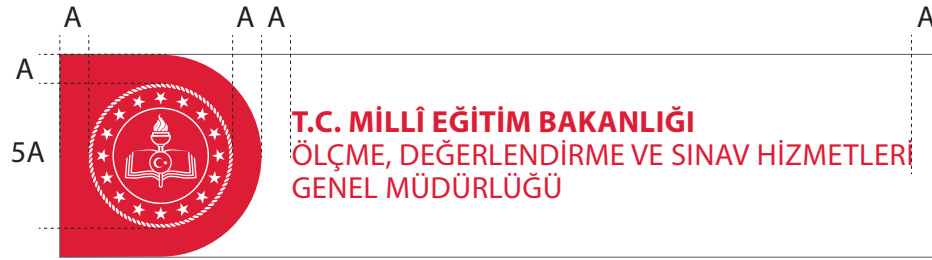 A A A A
A
5A
T.C. MİLLÎ EĞİTİM BAKANLIĞI
ÖLÇME, DEĞERLENDİRME VE SINAV HİZMETLERİ
GENEL MÜDÜRLÜĞÜ